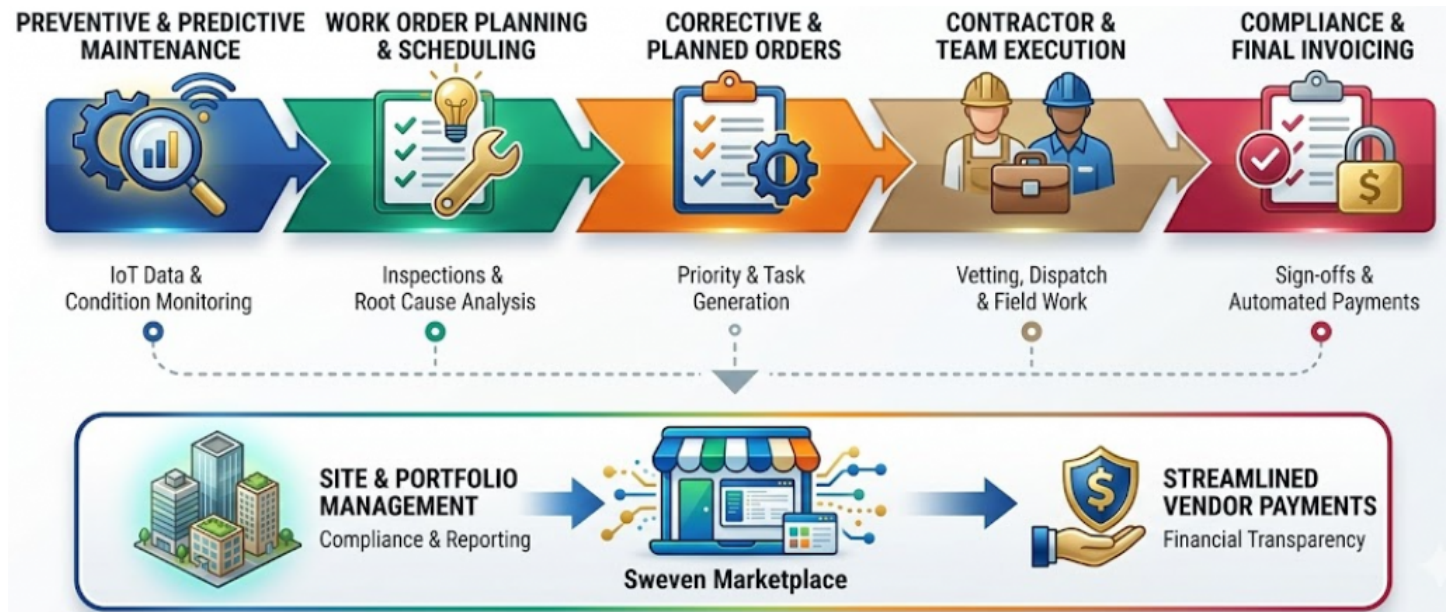 PREVENTIVE & PREDICTIVE
MAINTENANCE
WORK ORDER PLANNING
& SCHEDULING
CORRECTIVE &
PLANNED ORDERS
CONTRACTOR &
TEAM EXECUTION
COMPLIANCE &
FINAL INVOICING
$
IoT Data &
Condition Monitoring
Inspections &
Root Cause Analysis
Priority & Task
Generation
Vetting, Dispatch
& Field Work
Sign-offs &
Automated Payments
SITE & PORTFOLIO
MANAGEMENT
Compliance & Reporting
Sweven Marketplace
$
STREAMLINED
VENDOR PAYMENTS
Financial Transparency